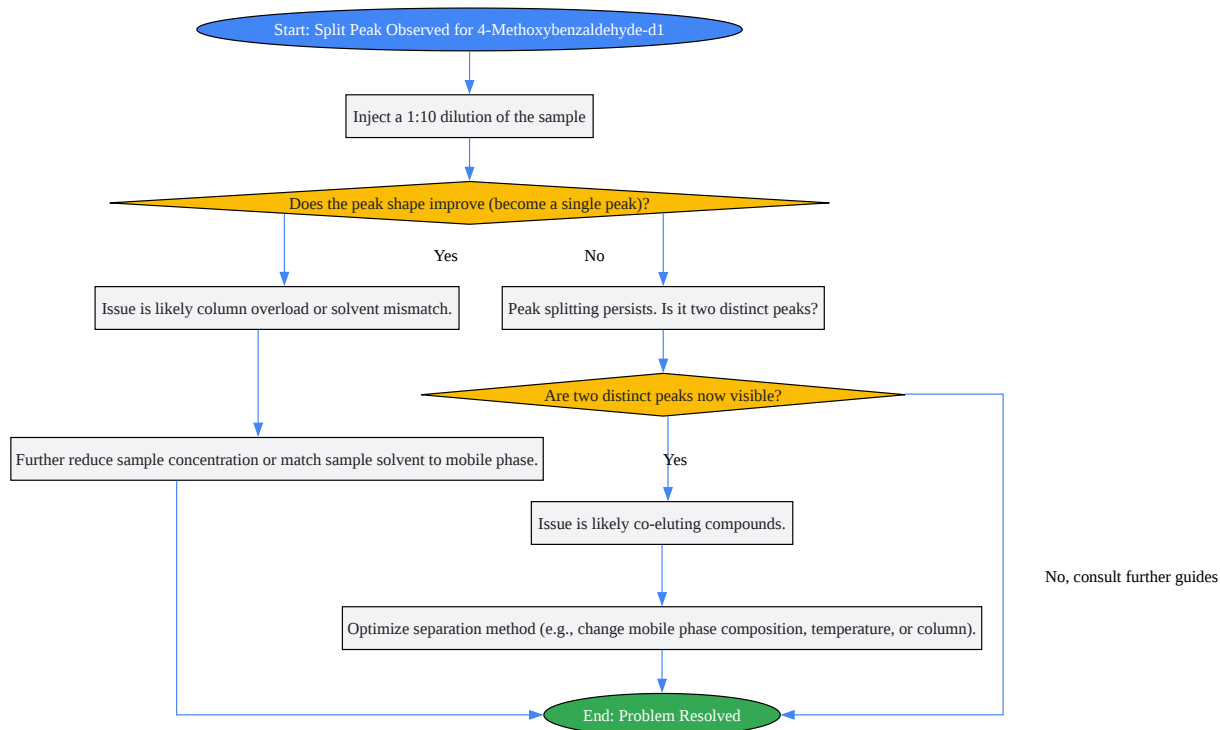 Start: Split Peak Observed for 4-Methoxybenzaldehyde-d1
Inject a 1:10 dilution of the sample
Does the peak shape improve (become a single peak)?
Yes
No
Issue is likely column overload or solvent mismatch.
Peak splitting persists. Is it two distinct peaks?
Are two distinct peaks now visible?
Further reduce sample concentration or match sample solvent to mobile phase.
Yes
Issue is likely co-eluting compounds.
No, consult further guides
Optimize separation method (e.g., change mobile phase composition, temperature, or column).
End: Problem Resolved